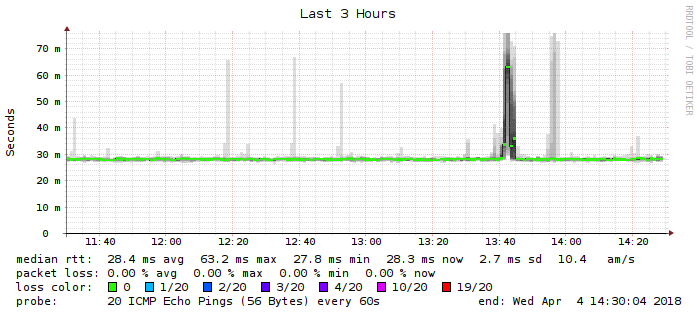 Last 3 Hours
RRDTOOL / TOBI OETIKER
Seconds
70 m
60 m
50 m
40 m
30 m
20 m
10 m
0
11:40 12:00 12:20 12:40 13:00 13:20 13:40 14:00 14:20
median rtt: 28.4 ms avg 63.2 ms max 27.8 ms min 28.3 ms now 2.7 ms sd 10.4 am/s
packet loss: 0.00 % avg 0.00 % max 0.00 % min 0.00 % now
loss color: 0 1/20 2/20 3/20 4/20 10/20 19/20
probe: 20 ICMP Echo Pings (56 Bytes) every 60s end: Wed Apr 4 14:30:04 2018